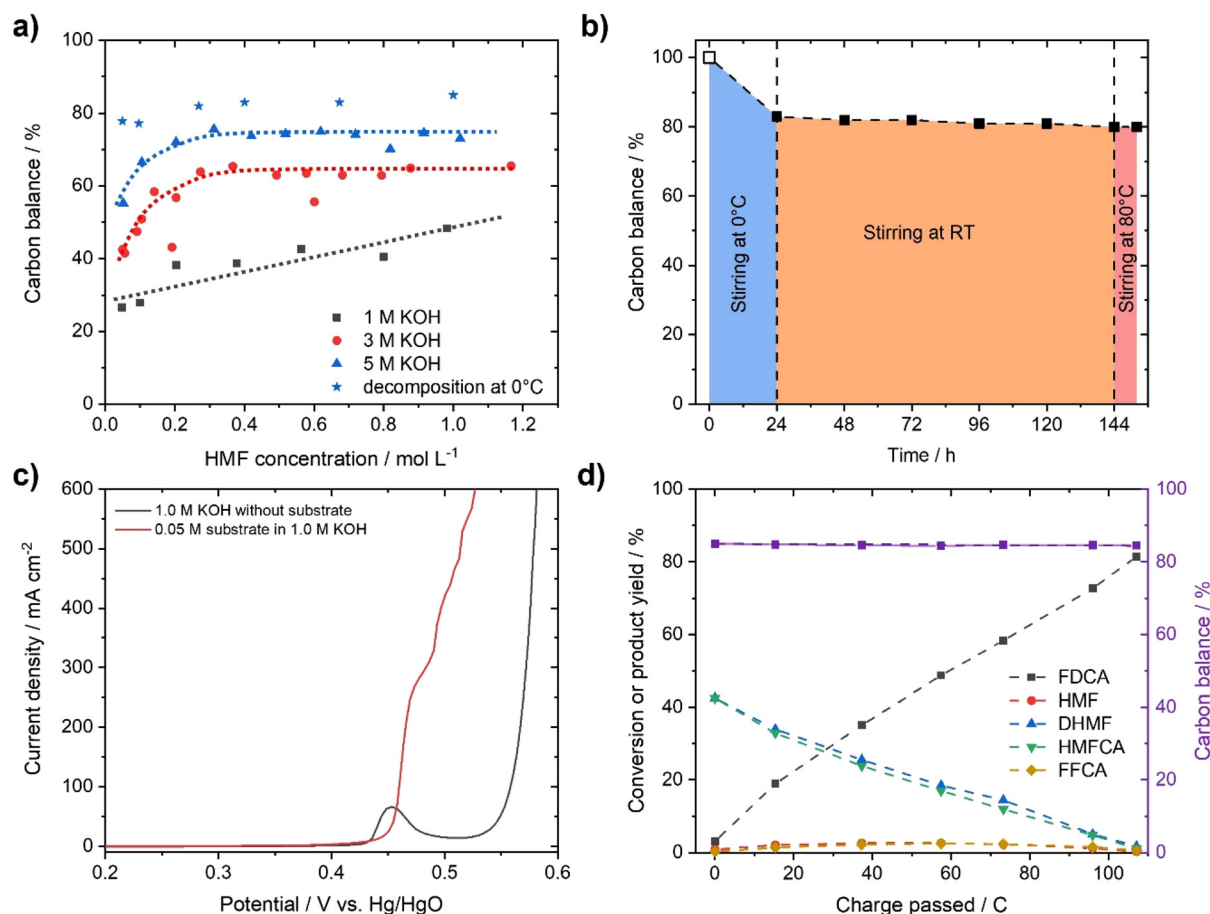 a)
Carbon balance / %
100
80
60
40
20
0
0.0 0.2 0.4 0.6 0.8 1.0 1.2
HMF concentration / mol L⁻¹
1 M KOH
3 M KOH
5 M KOH
decomposition at 0°C
b)
Carbon balance / %
100
80
60
40
20
0
Stirring at 0°C
Stirring at RT
Stirring at 80°C
0 24 48 72 96 120 144
Time / h
c)
Current density / mA cm⁻²
600
500
400
300
200
100
0
1.0 M KOH without substrate
0.05 M substrate in 1.0 M KOH
0.2 0.3 0.4 0.5 0.6
Potential / V vs. Hg/HgO
d)
Conversion or product yield / %
100
80
60
40
20
0
FDCA
HMF
DHMF
HMFCA
FFCA
100
80
60
40
20
0
Carbon balance / %
0 20 40 60 80 100
Charge passed / C